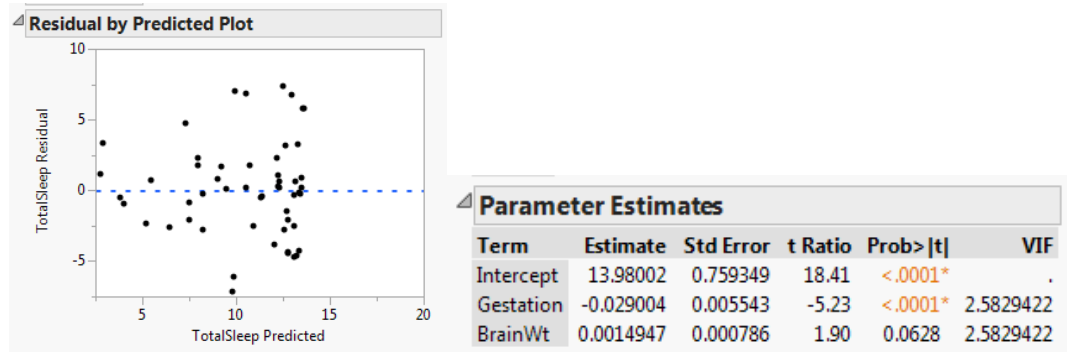 Residual by Predicted Plot
10
5
0
-5
TotalSleep Residual
5 10 15 20
TotalSleep Predicted
Parameter Estimates
Term Estimate Std Error t Ratio Prob>|t| VIF
Intercept 13.98002 0.759349 18.41 <.0001* .
Gestation -0.029004 0.005543 -5.23 <.0001* 2.5829422
BrainWt 0.0014947 0.000786 1.90 0.0628 2.5829422